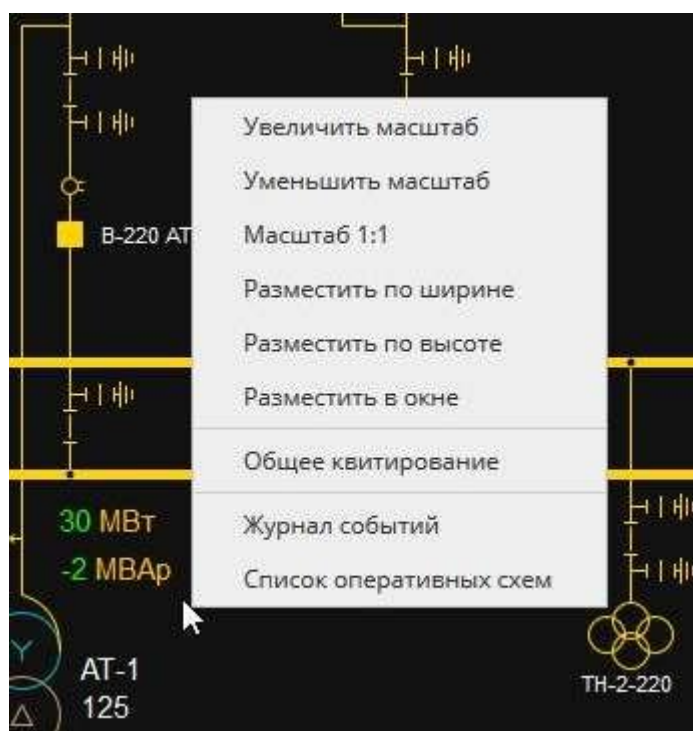 В-220 АТ
Увеличить масштаб
Уменьшить масштаб
Масштаб 1:1
Разместить по ширине
Разместить по высоте
Разместить в окне
Общее квитирование
Журнал событий
Список оперативных схем
30 МВт
-2 МВАр
АТ-1
125
ТН-2-220